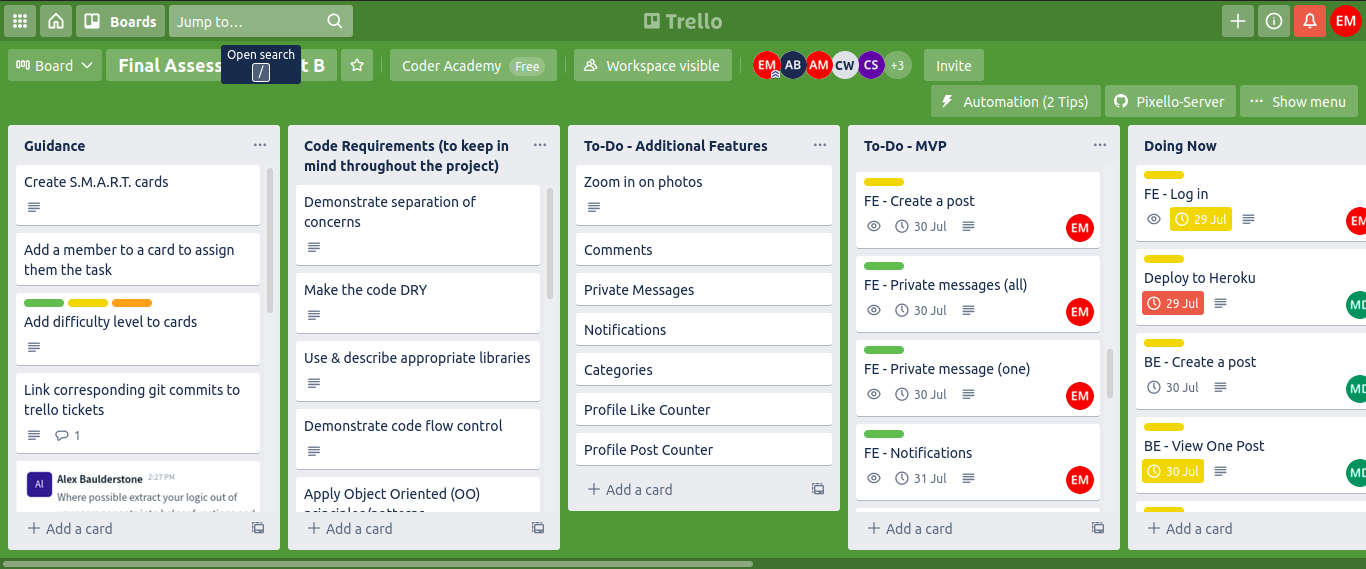 Boards
Jump to...
Trello
EM
Board
Final Assess
t B
Open search
/
Coder Academy Free
Workspace visible
EM AB AM CW CS +3
Invite
Automation (2 Tips)
Pixello-Server
Show menu
Guidance
Create S.M.A.R.T. cards
Add a member to a card to assign
them the task
Add difficulty level to cards
Link corresponding git commits to
trello tickets
1
Al
Alex Baulderstone 2:27 PM
Where possible extract your logic out of
Add a card
Code Requirements (to keep in
mind throughout the project)
Demonstrate separation of
concerns
Make the code DRY
Use & describe appropriate libraries
Demonstrate code flow control
Apply Object Oriented (OO)
principles/patterns
Add a card
To-Do - Additional Features
Zoom in on photos
Comments
Private Messages
Notifications
Categories
Profile Like Counter
Profile Post Counter
Add a card
To-Do - MVP
FE - Create a post
30 Jul
EM
FE - Private messages (all)
30 Jul
EM
FE - Private message (one)
30 Jul
EM
FE - Notifications
31 Jul
EM
Add a card
Doing Now
FE - Log in
29 Jul
EM
Deploy to Heroku
29 Jul
MD
BE - Create a post
30 Jul
MD
BE - View One Post
30 Jul
MD
Add a card